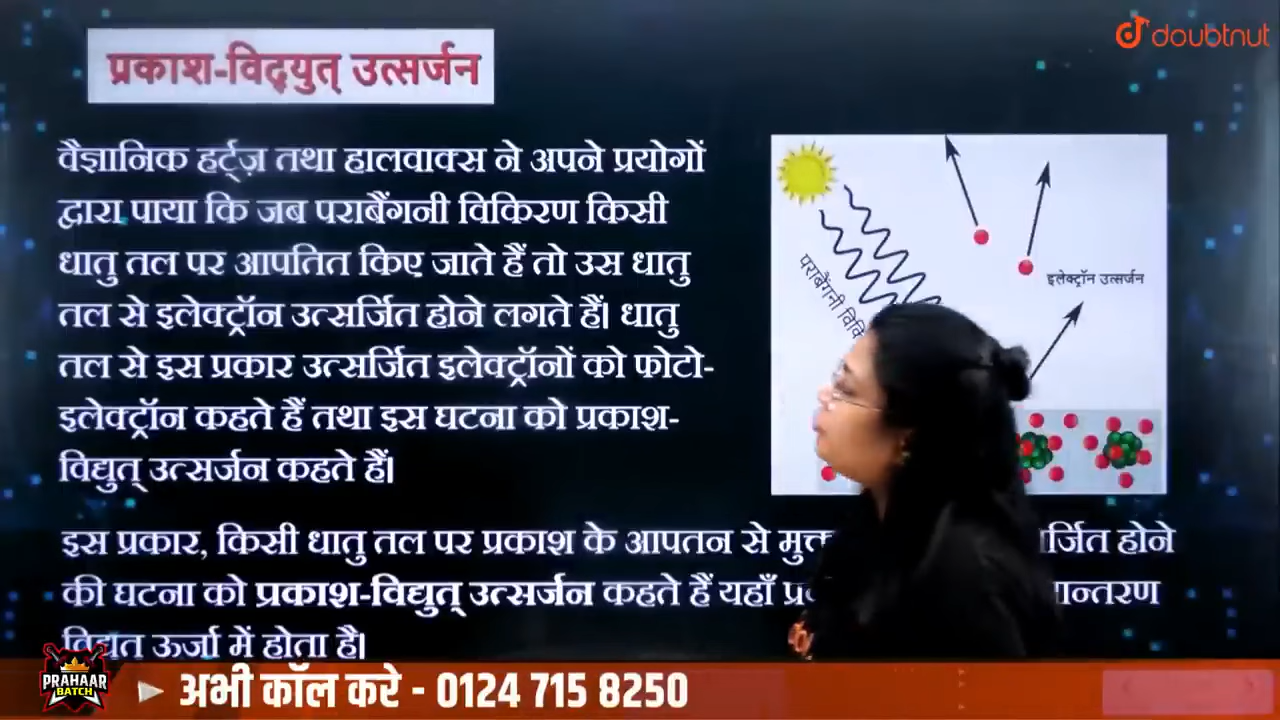 प्रकाश-विद्युत् उत्सर्जन
doubtnut
वैज्ञानिक हर्ट्ज़ तथा हालवाक्स ने अपने प्रयोगों
द्वारा पाया कि जब पराबैंगनी विकिरण किसी
धातु तल पर आपतित किए जाते हैं तो उस धातु
तल से इलेक्ट्रॉन उत्सर्जित होने लगते हैं। धातु
तल से इस प्रकार उत्सर्जित इलेक्ट्रॉनों को फोटो-
इलेक्ट्रॉन कहते हैं तथा इस घटना को प्रकाश-
विद्युत् उत्सर्जन कहते हैं।
पराबैंगनी
इलेक्ट्रॉन उत्सर्जन
इस प्रकार, किसी धातु तल पर प्रकाश के आपतन से होने
की घटना को प्रकाश-विद्युत् उत्सर्जन कहते हैं यहाँ
विद्युत ऊर्जा में होता है।
PRAHAAR
BATCH
अभी कॉल करे - 0124 715 8250